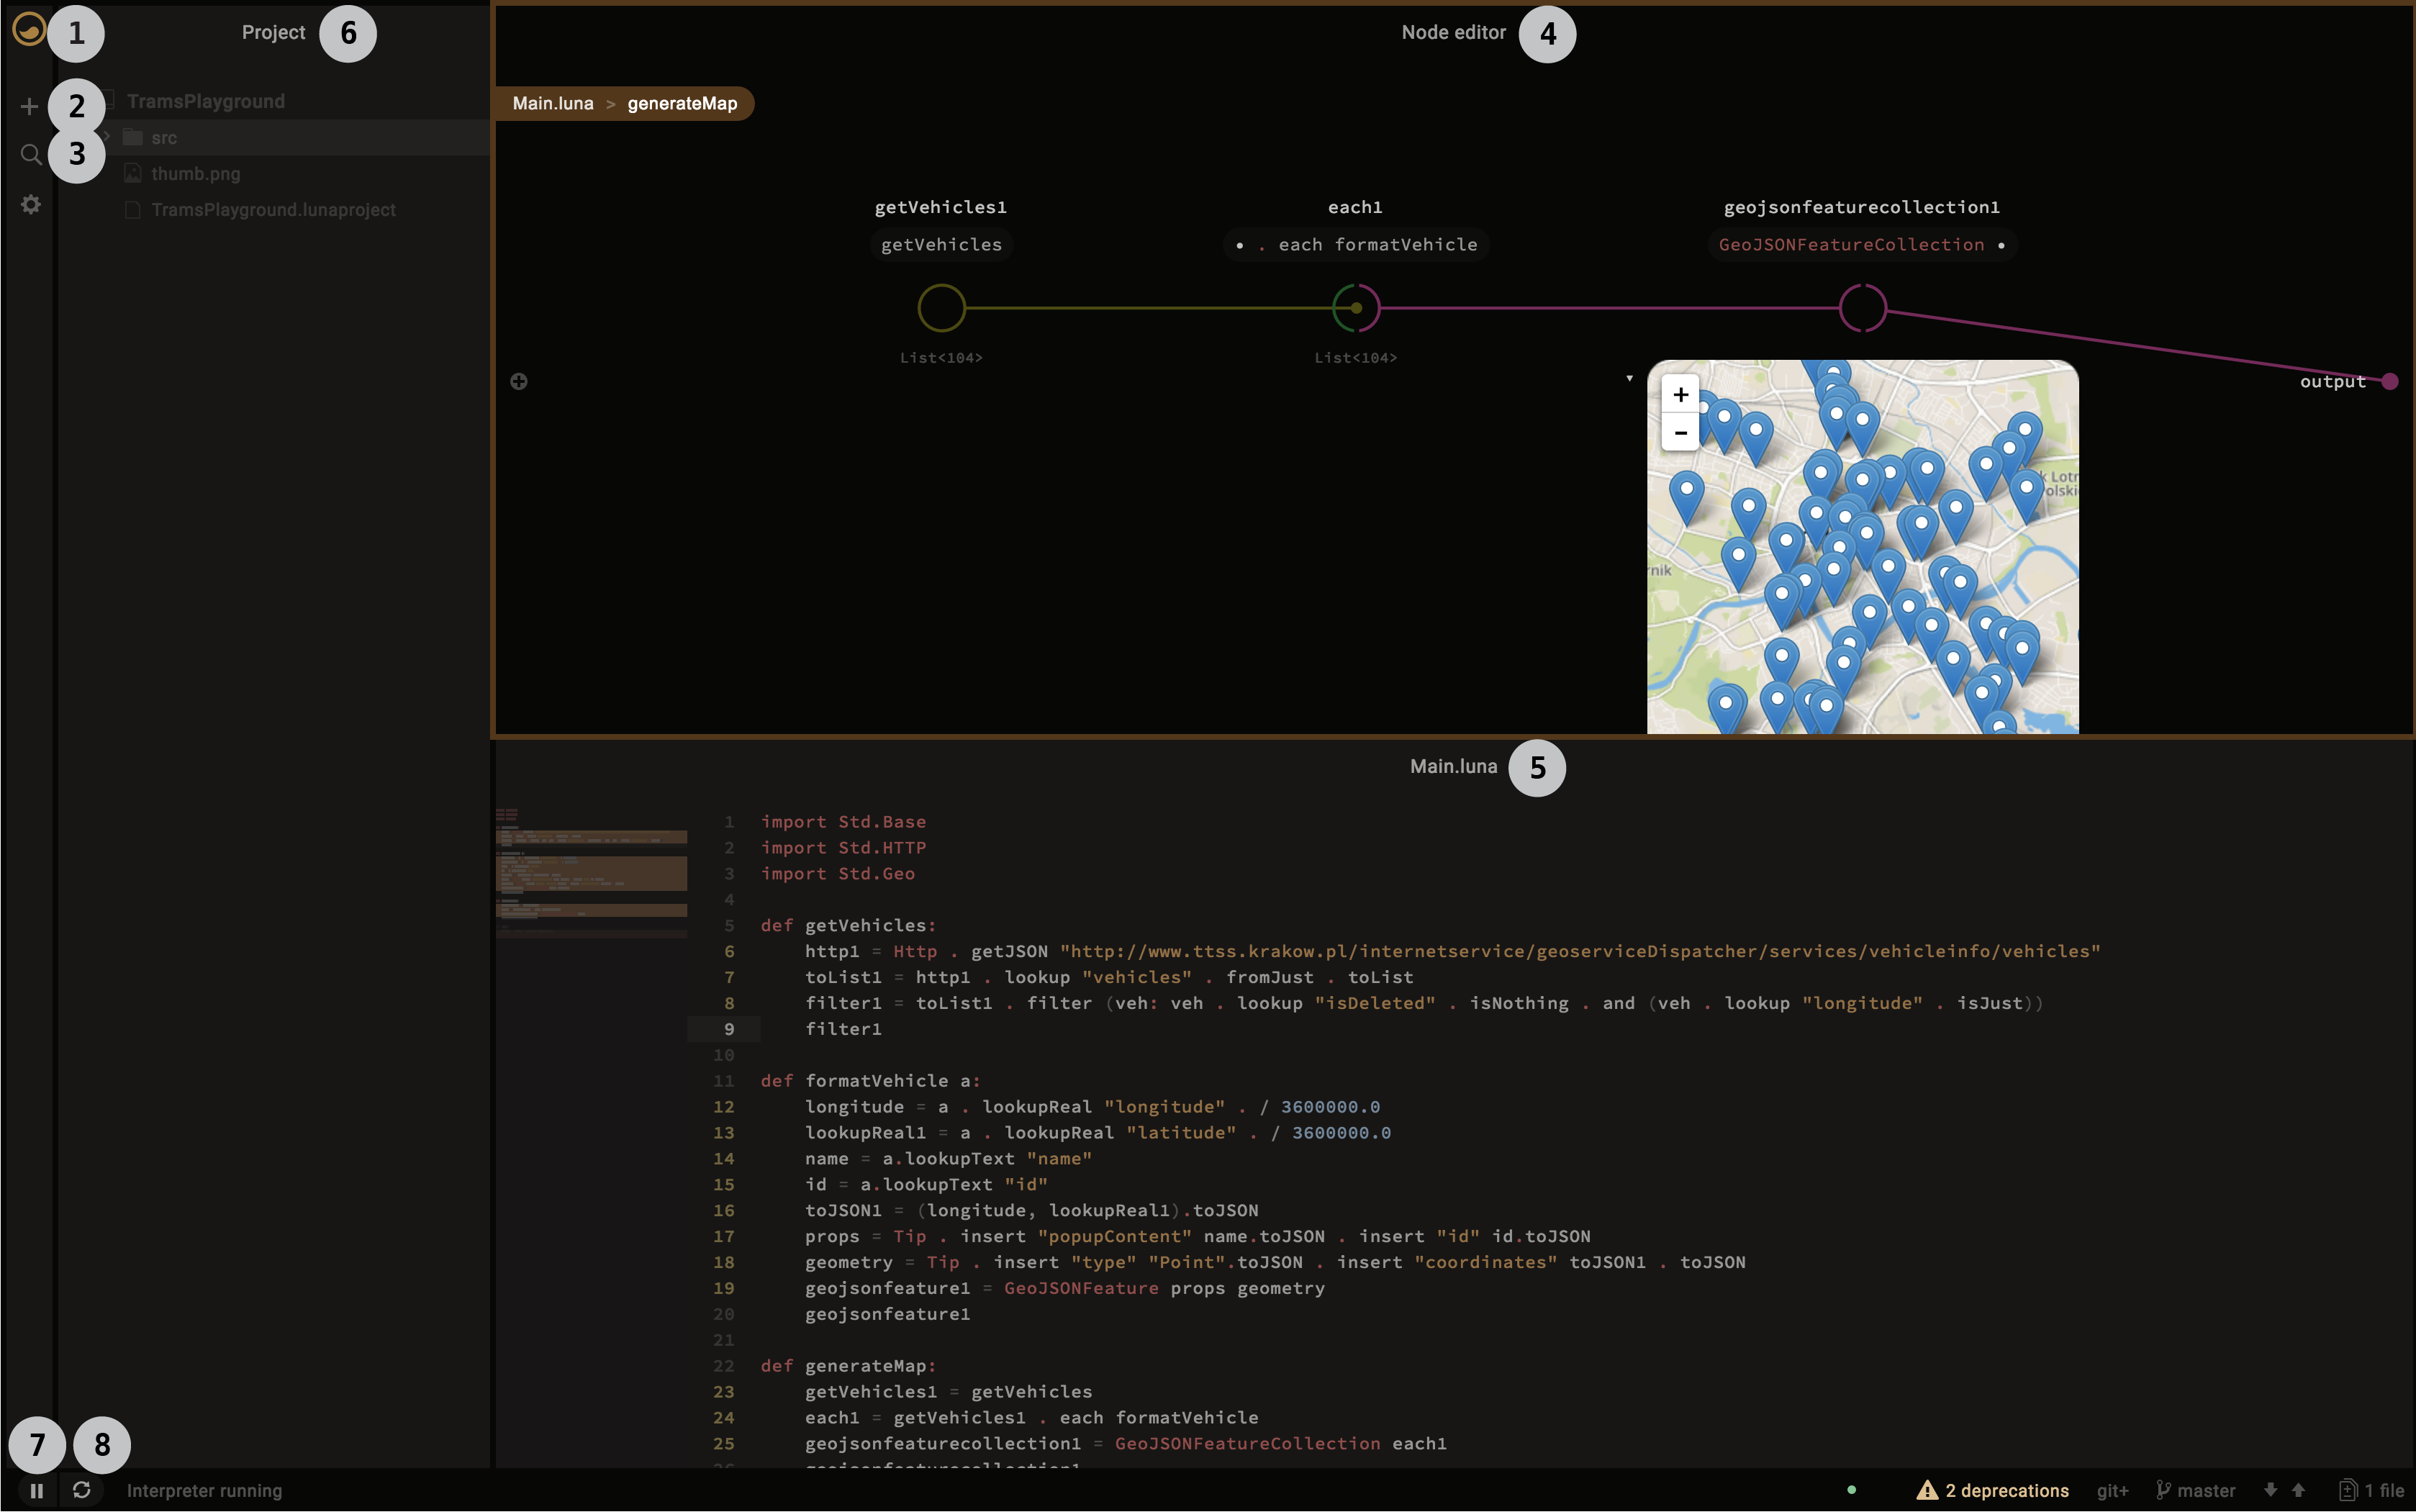 1
Project 6
2
TramsPlayground
src
3
thumb.png
TramsPlayground.lunaproject
Node editor 4
Main.luna > generateMap
getVehicles1
getVehicles
List<104>
each1
• . each formatVehicle
List<104>
geojsonfeaturecollection1
GeoJSONFeatureCollection •
output
+
−
k Lotn
olski
rnik
Main.luna 5
1 import Std.Base
2 import Std.HTTP
3 import Std.Geo
4
5 def getVehicles:
6 http1 = Http . getJSON "http://www.ttss.krakow.pl/internetservice/geoserviceDispatcher/services/vehicleinfo/vehicles"
7 toList1 = http1 . lookup "vehicles" . fromJust . toList
8 filter1 = toList1 . filter (veh: veh . lookup "isDeleted" . isNothing . and (veh . lookup "longitude" . isJust))
9 filter1
10
11 def formatVehicle a:
12 longitude = a . lookupReal "longitude" . / 3600000.0
13 lookupReal1 = a . lookupReal "latitude" . / 3600000.0
14 name = a.lookupText "name"
15 id = a.lookupText "id"
16 toJSON1 = (longitude, lookupReal1).toJSON
17 props = Tip . insert "popupContent" name.toJSON . insert "id" id.toJSON
18 geometry = Tip . insert "type" "Point".toJSON . insert "coordinates" toJSON1 . toJSON
19 geojsonfeature1 = GeoJSONFeature props geometry
20 geojsonfeature1
21
22 def generateMap:
23 getVehicles1 = getVehicles
24 each1 = getVehicles1 . each formatVehicle
25 geojsonfeaturecollection1 = GeoJSONFeatureCollection each1
7 8
Interpreter running
2 deprecations git+ master 1 file